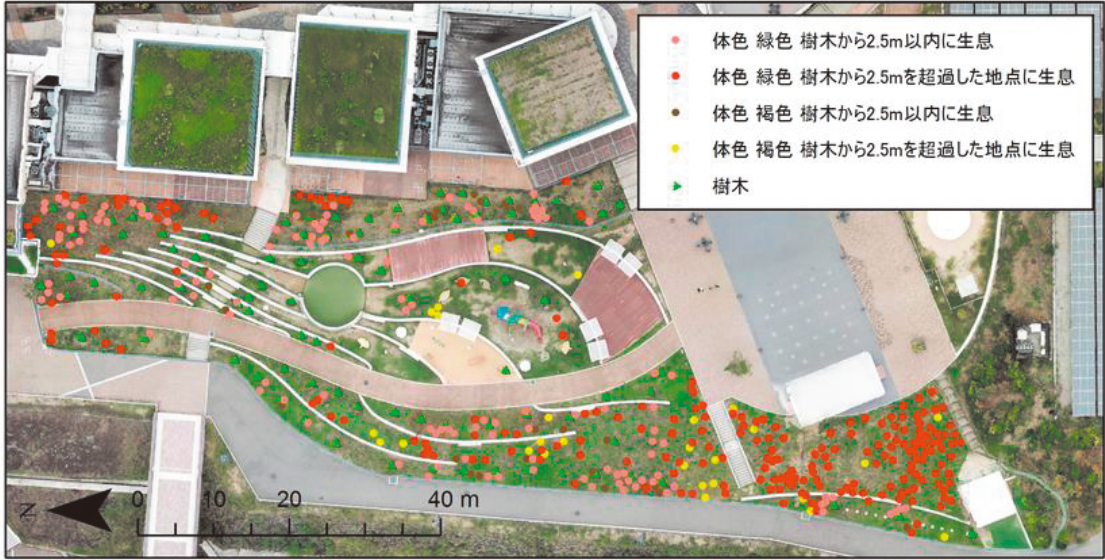 体色 緑色 樹木から2.5m以内に生息
体色 緑色 樹木から2.5mを超過した地点に生息
体色 褐色 樹木から2.5m以内に生息
体色 褐色 樹木から2.5mを超過した地点に生息
樹木
N
0 10 20 40 m